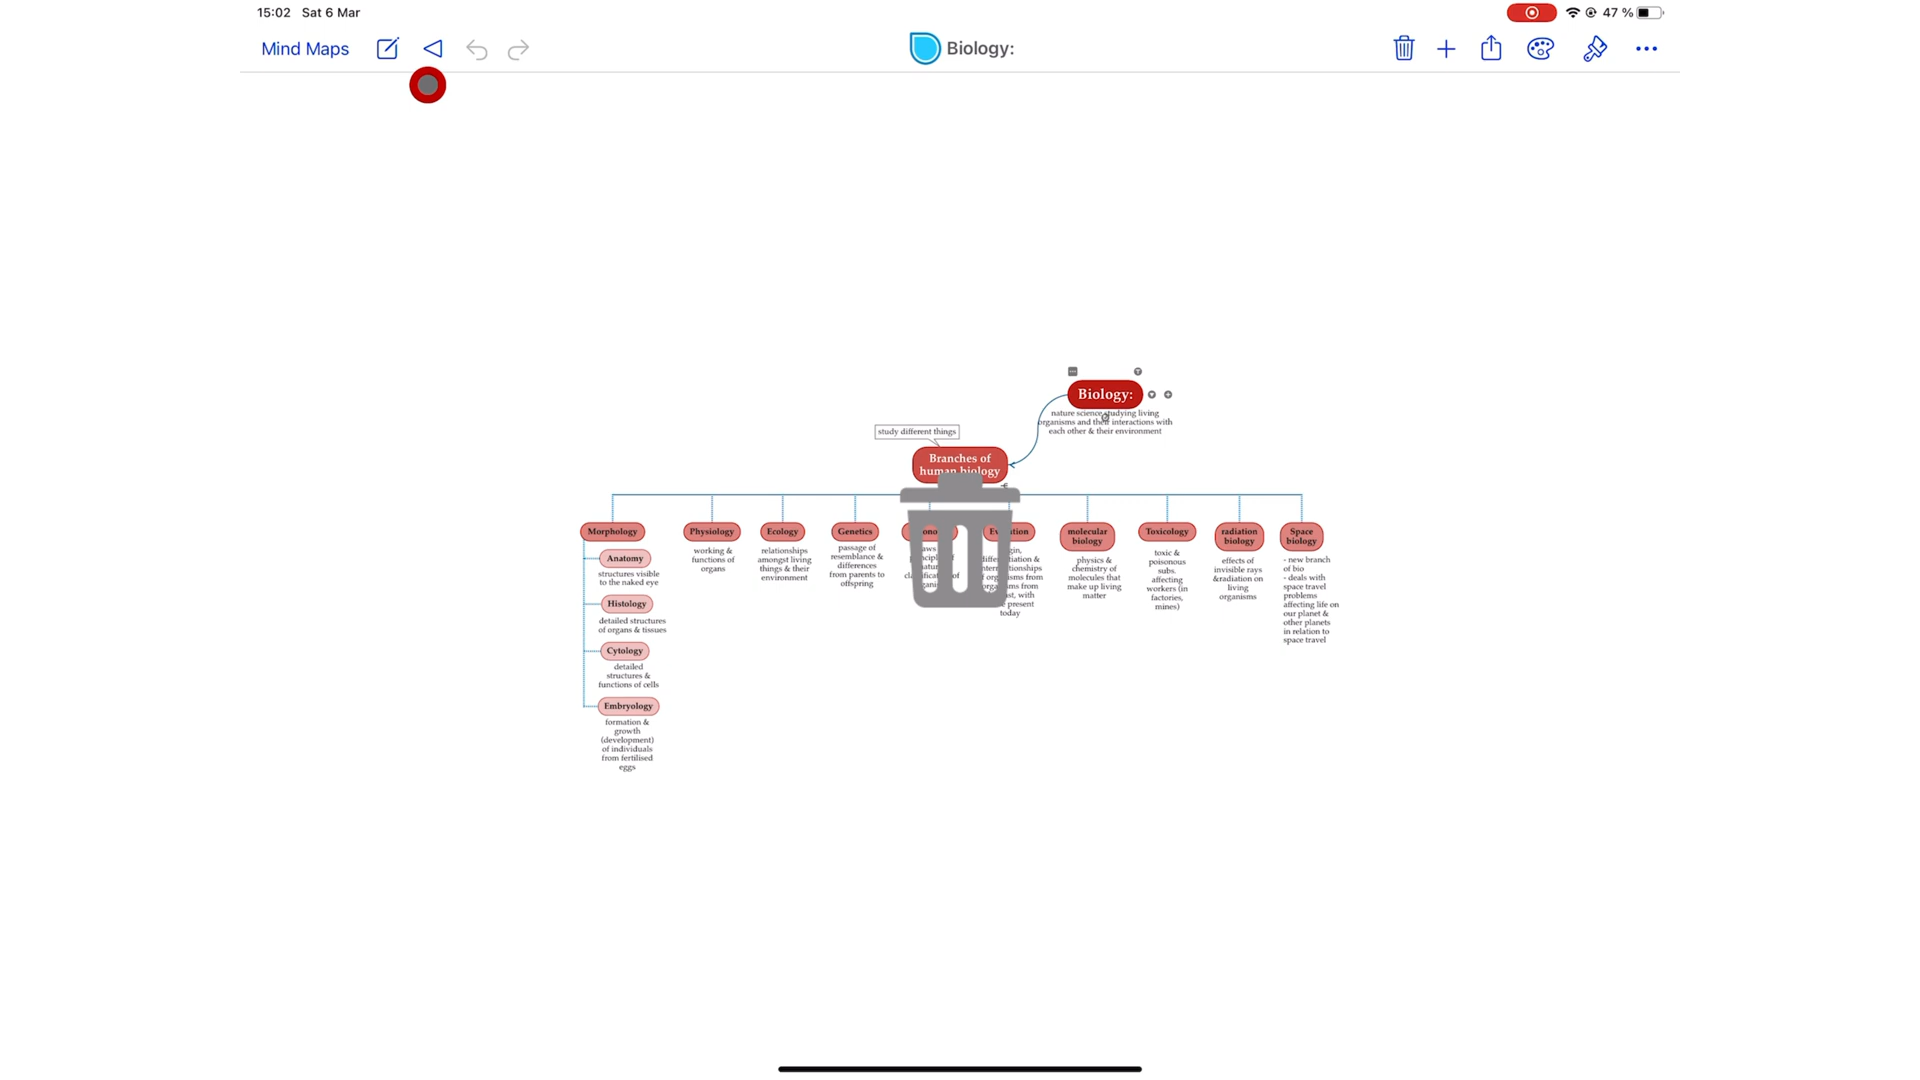 15:02 Sat 6 Mar
47 %
Mind Maps
Biology:
Biology:
nature science studying living
organisms and their interactions with
each other & their environment
study different things
Branches of
human biology
Morphology
Anatomy
structures visible
to the naked eye
Histology
detailed structures
of organs & tissues
Cytology
detailed
structures &
functions of cells
Embryology
formation &
growth
(development)
of individuals
from fertilised
eggs
Physiology
working &
functions of
organs
Ecology
relationships
amongst living
things & their
environment
Genetics
passage of
resemblance &
differences
from parents to
offspring
of
present
today
molecular
biology
physics &
chemistry of
molecules that
make up living
matter
Toxicology
toxic &
poisonous
subs.
affecting
workers (in
factories,
mines)
radiation
biology
effects of
invisible rays
&radiation on
living
organisms
Space
biology
- new branch
of bio
- deals with
space travel
problems
affecting life on
our planet &
other planets
in relation to
space travel